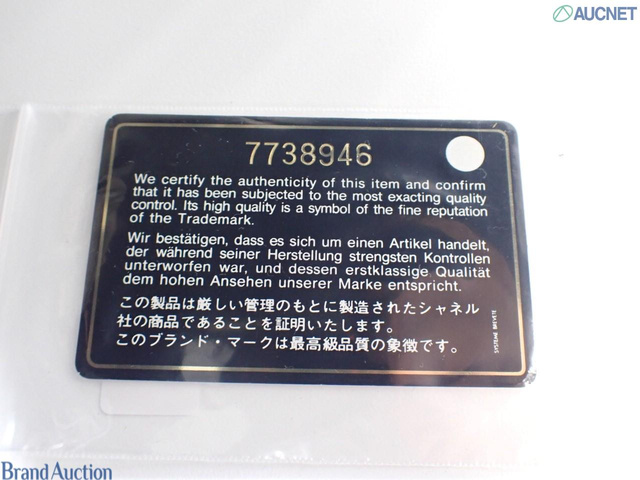 AUCNET
7738946
We certify the authenticity of this item and confirm
that it has been subjected to the most exacting quality
control. Its high quality is a symbol of the fine reputation
of the Trademark.
Wir bestätigen, dass es sich um einen Artikel handelt,
der während seiner Herstellung strengsten Kontrollen
unterworfen war, und dessen erstklassige Qualität
dem hohen Ansehen unserer Marke entspricht.
この製品は厳しい管理のもとに製造されたシャネル
社の商品であることを証明いたします。
このブランド・マークは最高級品質の象徴です。
SYSTEME BREVETE
Brand Auction